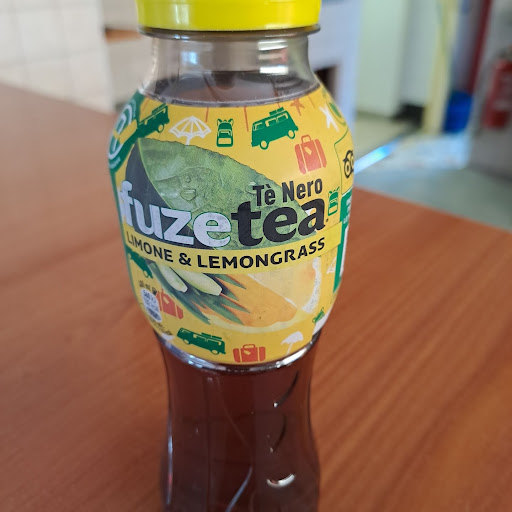 Tè Nero
fuzetea
LIMONE & LEMONGRASS